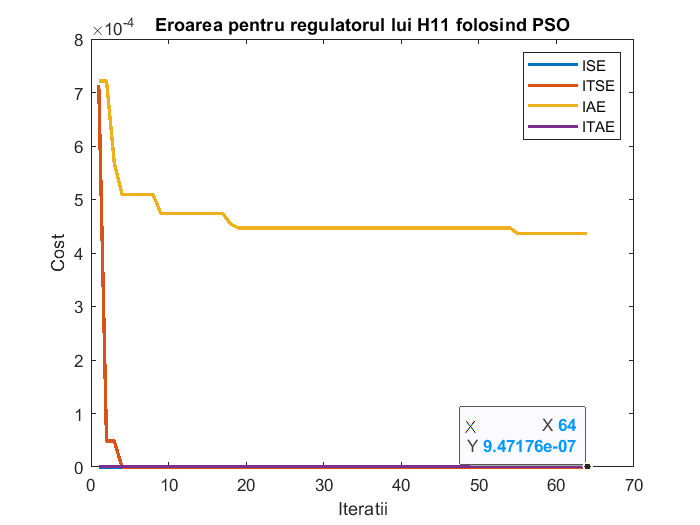 ×10⁻⁴
Eroarea pentru regulatorul lui H11 folosind PSO
8
7
6
5
4
3
2
1
0
Cost
ISE
ITSE
IAE
ITAE
X 64
Y 9.47176e-07
0 10 20 30 40 50 60 70
Iteratii